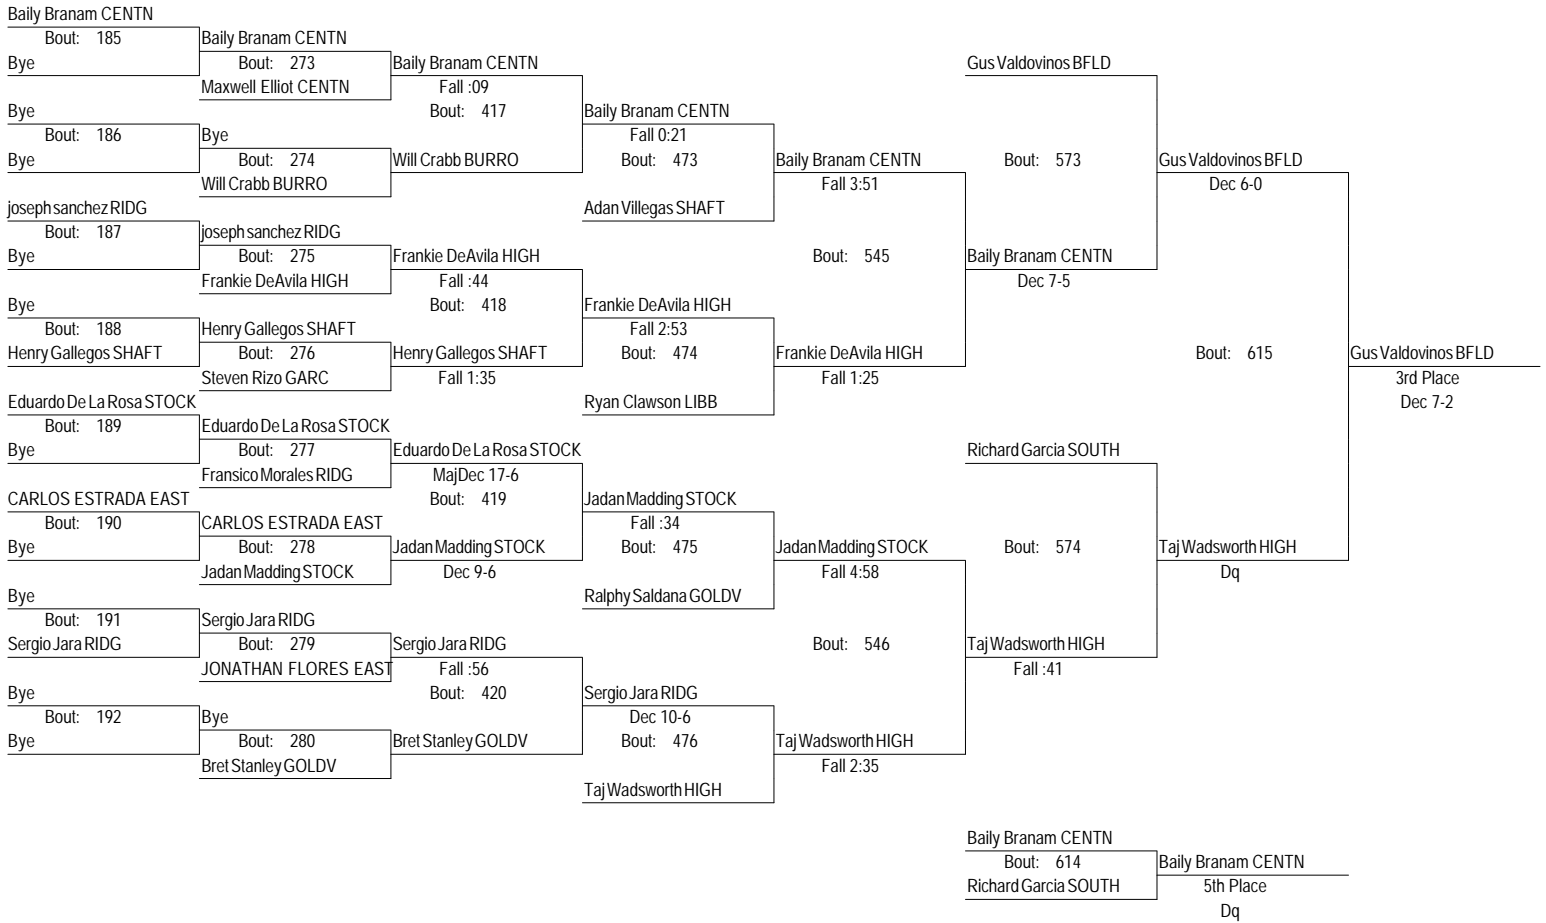 Baily Branam CENTN
Bout: 185
Bye
Bye
Bout: 186
Bye
joseph sanchez RIDG
Bout: 187
Bye
Bye
Bout: 188
Henry Gallegos SHAFT
Eduardo De La Rosa STOCK
Bout: 189
Bye
CARLOS ESTRADA EAST
Bout: 190
Bye
Bye
Bout: 191
Sergio Jara RIDG
Bye
Bout: 192
Bye
Baily Branam CENTN
Bout: 273
Maxwell Elliot CENTN
Bye
Bout: 274
Will Crabb BURRO
joseph sanchez RIDG
Bout: 275
Frankie DeAvila HIGH
Henry Gallegos SHAFT
Bout: 276
Steven Rizo GARC
Eduardo De La Rosa STOCK
Bout: 277
Fransico Morales RIDG
CARLOS ESTRADA EAST
Bout: 278
Jadan Madding STOCK
Sergio Jara RIDG
Bout: 279
JONATHAN FLORES EAST
Bye
Bout: 280
Bret Stanley GOLDV
Baily Branam CENTN
Fall :09
Bout: 417
Will Crabb BURRO
Frankie DeAvila HIGH
Fall :44
Bout: 418
Henry Gallegos SHAFT
Fall 1:35
Eduardo De La Rosa STOCK
MajDec 17-6
Bout: 419
Jadan Madding STOCK
Dec 9-6
Sergio Jara RIDG
Fall :56
Bout: 420
Bret Stanley GOLDV
Baily Branam CENTN
Fall 0:21
Bout: 473
Adan Villegas SHAFT
Frankie DeAvila HIGH
Fall 2:53
Bout: 474
Ryan Clawson LIBB
Jadan Madding STOCK
Fall :34
Bout: 475
Ralphy Saldana GOLDV
Sergio Jara RIDG
Dec 10-6
Bout: 476
Taj Wadsworth HIGH
Baily Branam CENTN
Fall 3:51
Bout: 545
Frankie DeAvila HIGH
Fall 1:25
Jadan Madding STOCK
Fall 4:58
Bout: 546
Taj Wadsworth HIGH
Fall 2:35
Gus Valdovinos BFLD
Bout: 573
Baily Branam CENTN
Dec 7-5
Richard Garcia SOUTH
Bout: 574
Taj Wadsworth HIGH
Fall :41
Gus Valdovinos BFLD
Dec 6-0
Bout: 615
Taj Wadsworth HIGH
Dq
Gus Valdovinos BFLD
3rd Place
Dec 7-2
Baily Branam CENTN
Bout: 614
Richard Garcia SOUTH
Baily Branam CENTN
5th Place
Dq